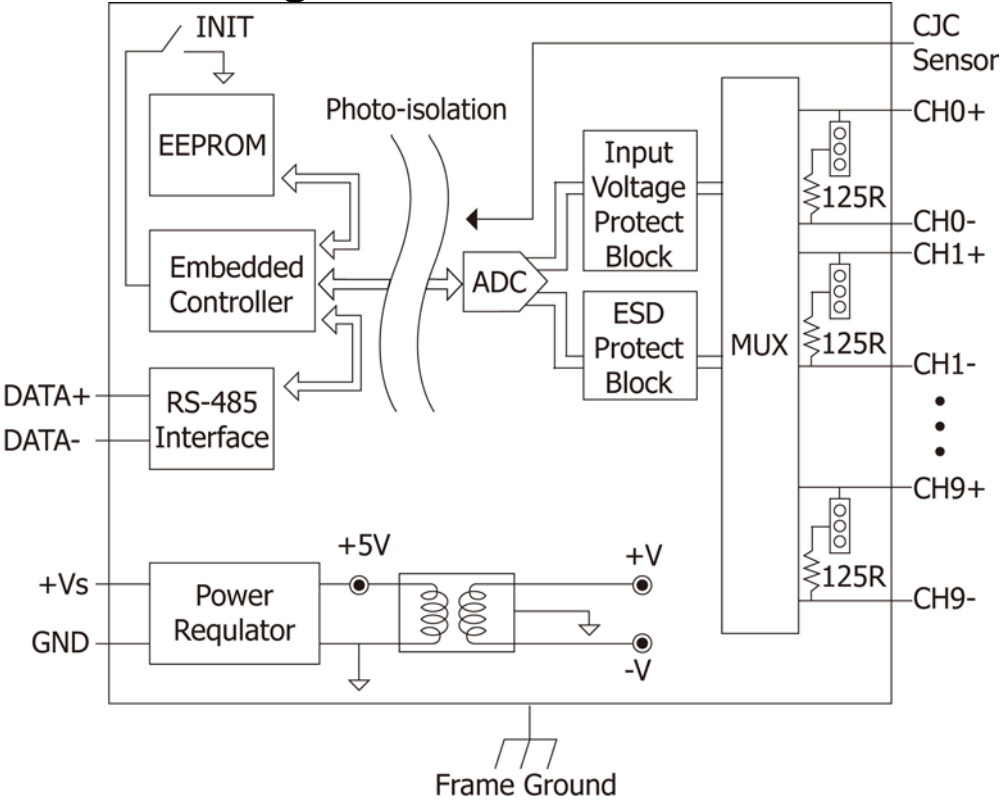 INIT
CJC
Sensor
Photo-isolation
EEPROM
Input
Voltage
Protect
Block
CH0+
125R
CH0-
CH1+
Embedded
Controller
ADC
ESD
Protect
Block
MUX
125R
CH1-
DATA+
DATA-
RS-485
Interface
CH9+
125R
CH9-
+5V
+V
-V
+Vs
GND
Power
Requlator
Frame Ground